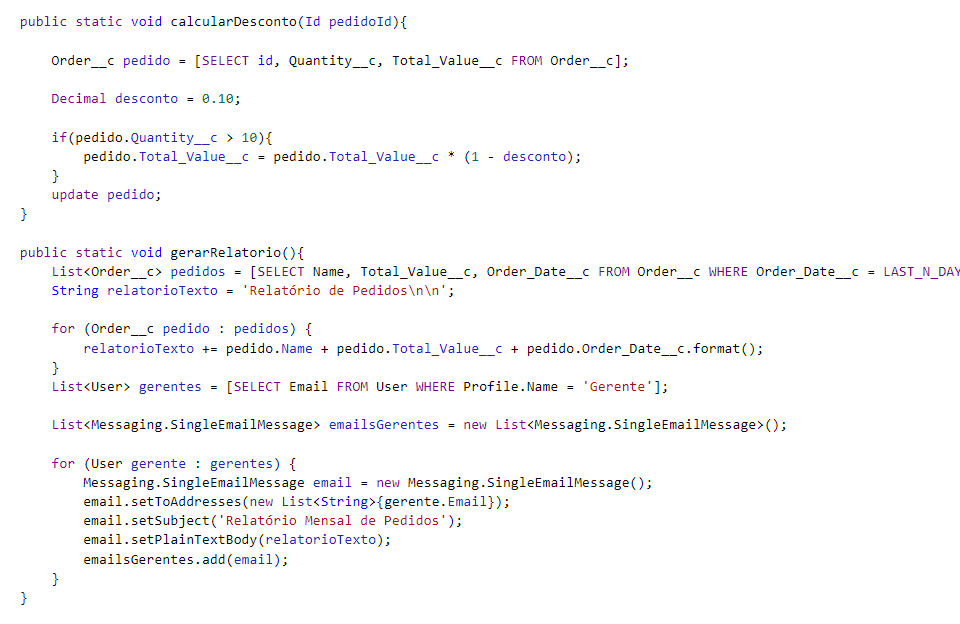 public static void calcularDesconto(Id pedidoId){
Order__c pedido = [SELECT id, Quantity__c, Total_Value__c FROM Order__c];
Decimal desconto = 0.10;
if(pedido.Quantity__c > 10){
pedido.Total_Value__c = pedido.Total_Value__c * (1 - desconto);
}
update pedido;
}
public static void gerarRelatorio(){
List<Order__c> pedidos = [SELECT Name, Total_Value__c, Order_Date__c FROM Order__c WHERE Order_Date__c = LAST_N_DAY
String relatorioTexto = 'Relatório de Pedidos\n\n';
for (Order__c pedido : pedidos) {
relatorioTexto += pedido.Name + pedido.Total_Value__c + pedido.Order_Date__c.format();
}
List<User> gerentes = [SELECT Email FROM User WHERE Profile.Name = 'Gerente'];
List<Messaging.SingleEmailMessage> emailsGerentes = new List<Messaging.SingleEmailMessage>();
for (User gerente : gerentes) {
Messaging.SingleEmailMessage email = new Messaging.SingleEmailMessage();
email.setToAddresses(new List<String>{gerente.Email});
email.setSubject('Relatório Mensal de Pedidos');
email.setPlainTextBody(relatorioTexto);
emailsGerentes.add(email);
}
}